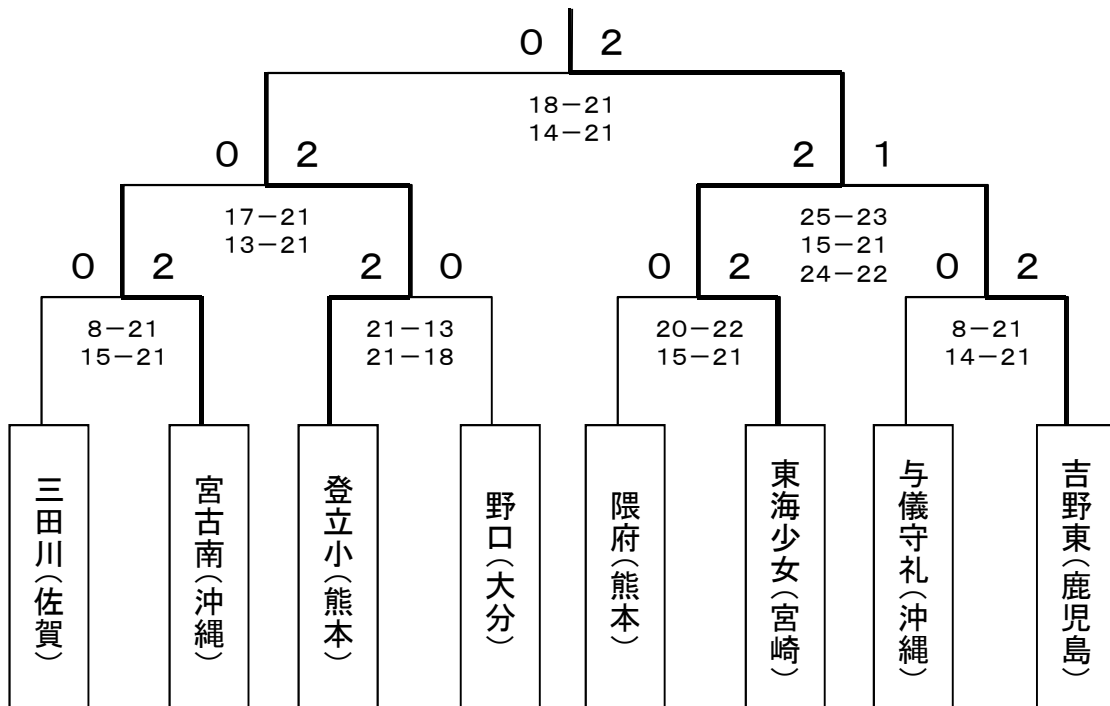 0 2
18-21
14-21
0 2
2 1
17-21
13-21
25-23
15-21
24-22
0 2
2 0
0 2
0 2
8-21
15-21
21-13
21-18
20-22
15-21
8-21
14-21
三田川(佐賀)
宮古南(沖縄)
登立小(熊本)
野口(大分)
隈府(熊本)
東海少女(宮崎)
与儀守礼(沖縄)
吉野東(鹿児島)